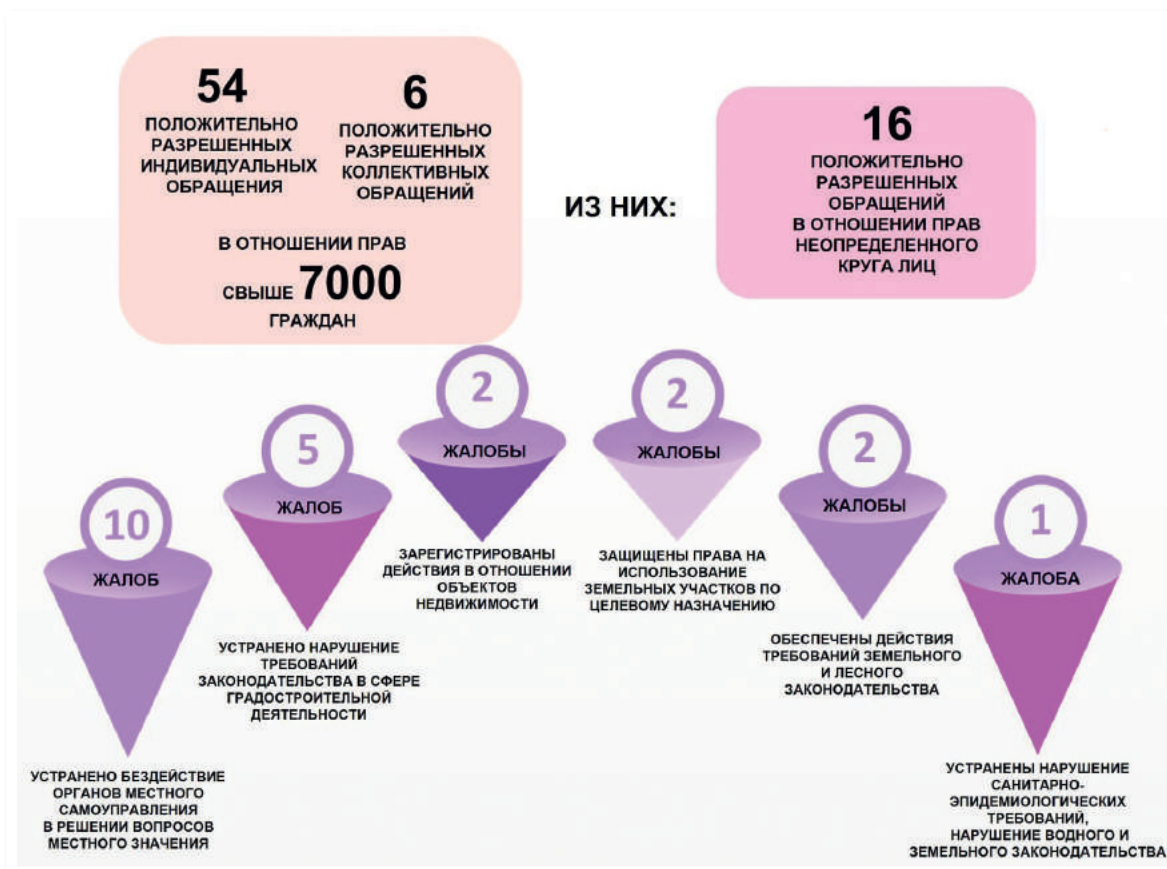 54
ПОЛОЖИТЕЛЬНО
РАЗРЕШЕННЫХ
ИНДИВИДУАЛЬНЫХ
ОБРАЩЕНИЯ
6
ПОЛОЖИТЕЛЬНО
РАЗРЕШЕННЫХ
КОЛЛЕКТИВНЫХ
ОБРАЩЕНИЙ
В ОТНОШЕНИИ ПРАВ
СВЫШЕ 7000
ГРАЖДАН
ИЗ НИХ:
16
ПОЛОЖИТЕЛЬНО
РАЗРЕШЕННЫХ
ОБРАЩЕНИЙ
В ОТНОШЕНИИ ПРАВ
НЕОПРЕДЕЛЕННОГО
КРУГА ЛИЦ
10
ЖАЛОБ
УСТРАНЕНО БЕЗДЕЙСТВИЕ
ОРГАНОВ МЕСТНОГО
САМОУПРАВЛЕНИЯ
В РЕШЕНИИ ВОПРОСОВ
МЕСТНОГО ЗНАЧЕНИЯ
5
ЖАЛОБ
УСТРАНЕНО НАРУШЕНИЕ
ТРЕБОВАНИЙ
ЗАКОНОДАТЕЛЬСТВА В СФЕРЕ
ГРАДОСТРОИТЕЛЬНОЙ
ДЕЯТЕЛЬНОСТИ
2
ЖАЛОБЫ
ЗАРЕГИСТРИРОВАНЫ
ДЕЙСТВИЯ В ОТНОШЕНИИ
ОБЪЕКТОВ
НЕДВИЖИМОСТИ
2
ЖАЛОБЫ
ЗАЩИЩЕНЫ ПРАВА НА
ИСПОЛЬЗОВАНИЕ
ЗЕМЕЛЬНЫХ УЧАСТКОВ ПО
ЦЕЛЕВОМУ НАЗНАЧЕНИЮ
2
ЖАЛОБЫ
ОБЕСПЕЧЕНЫ ДЕЙСТВИЯ
ТРЕБОВАНИЙ ЗЕМЕЛЬНОГО
И ЛЕСНОГО
ЗАКОНОДАТЕЛЬСТВА
1
ЖАЛОБА
УСТРАНЕНЫ НАРУШЕНИЕ
САНИТАРНО-
ЭПИДЕМИОЛОГИЧЕСКИХ
ТРЕБОВАНИЙ,
НАРУШЕНИЕ ВОДНОГО И
ЗЕМЕЛЬНОГО ЗАКОНОДАТЕЛЬСТВА